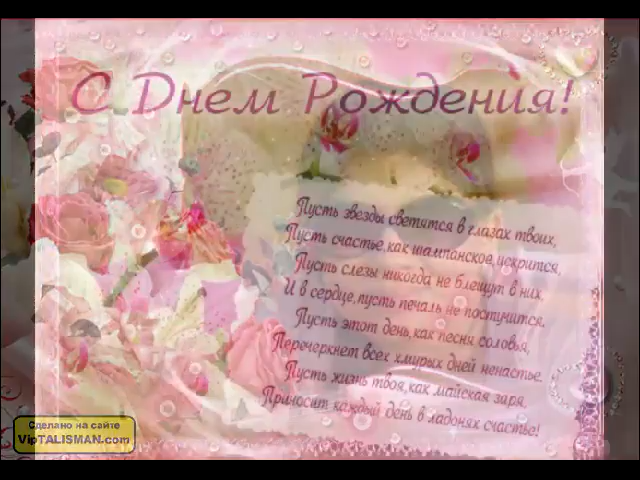 С Днем Рождения!
Пусть звезды светятся в глазах твоих,
Пусть счастье, как шампанское, искрится,
Пусть слезы никогда не блещут в них,
И в сердце, пусть печаль не постучится.
Пусть этот день, как песни соловья,
Перечеркнет всех хмурых дней ненастье.
Пусть жизнь твоя, как майская заря,
Приносит каждый день в ладонях счастье!
Сделано на сайте
VipTALISMAN.com